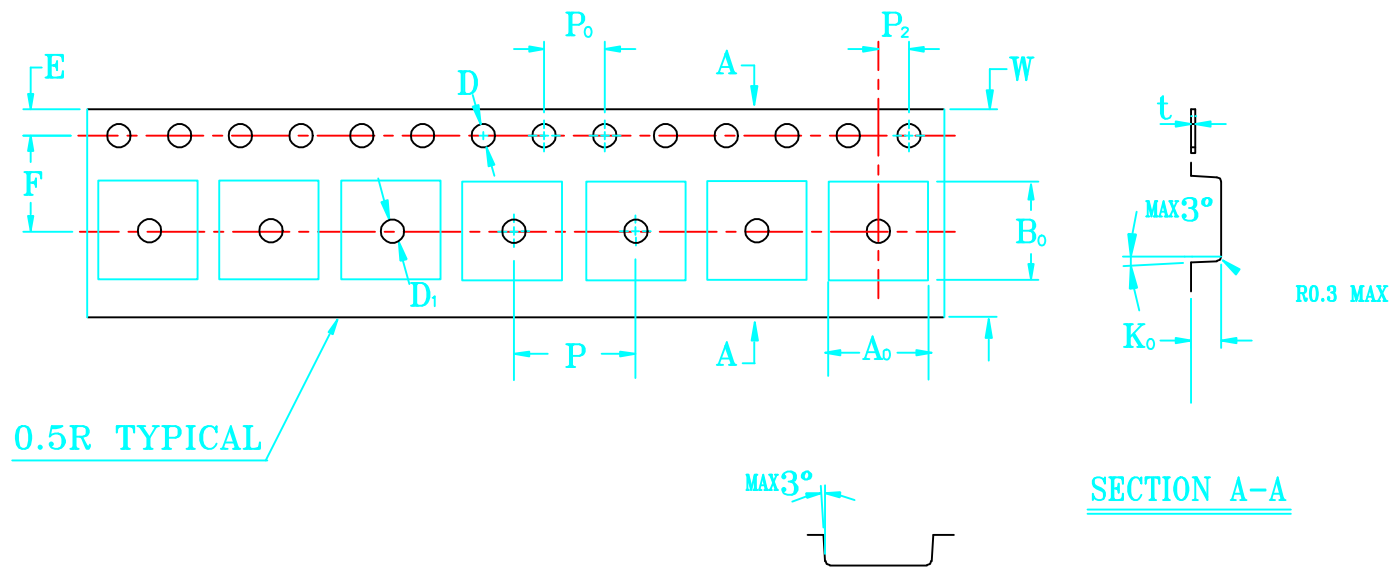 P₀
P₂
E
D
A
W
t
F
MAX3°
B₀
D₁
R0.3 MAX
K₀
A
P
A₀
0.5R TYPICAL
MAX3°
SECTION A-A